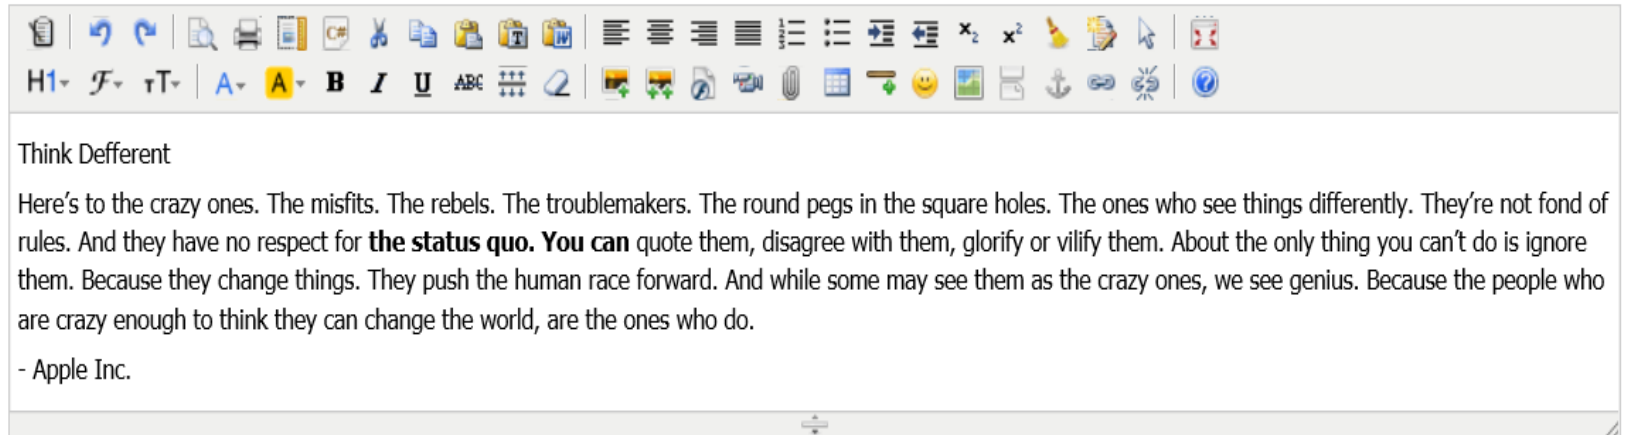 H1 F тT
A A B I U ABC
Think Defferent
Here’s to the crazy ones. The misfits. The rebels. The troublemakers. The round pegs in the square holes. The ones who see things differently. They’re not fond of
rules. And they have no respect for the status quo. You can quote them, disagree with them, glorify or vilify them. About the only thing you can’t do is ignore
them. Because they change things. They push the human race forward. And while some may see them as the crazy ones, we see genius. Because the people who
are crazy enough to think they can change the world, are the ones who do.
- Apple Inc.